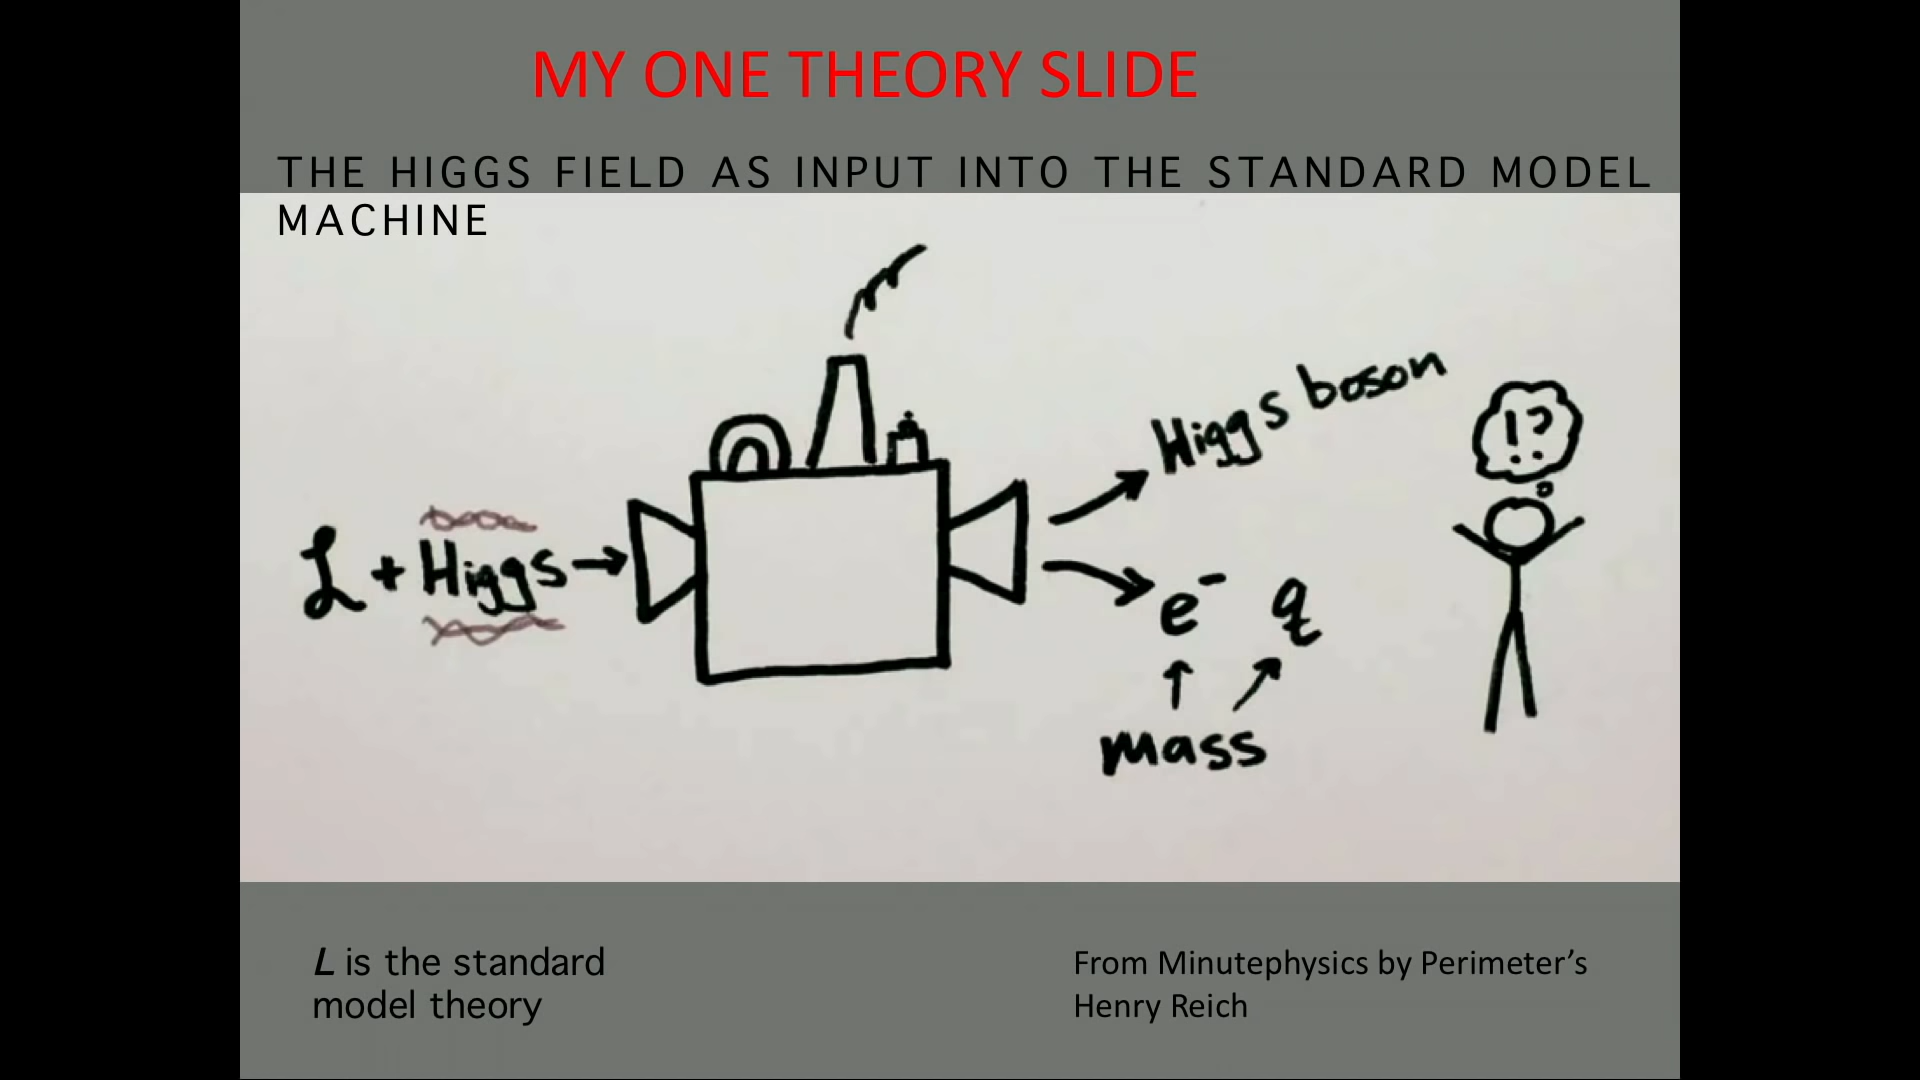 MY ONE THEORY SLIDE
THE HIGGS FIELD AS INPUT INTO THE STANDARD MODEL
MACHINE
Higgs boson
!?
ℒ + Higgs →
e⁻ q
mass
L is the standard
model theory
From Minutephysics by Perimeter’s
Henry Reich